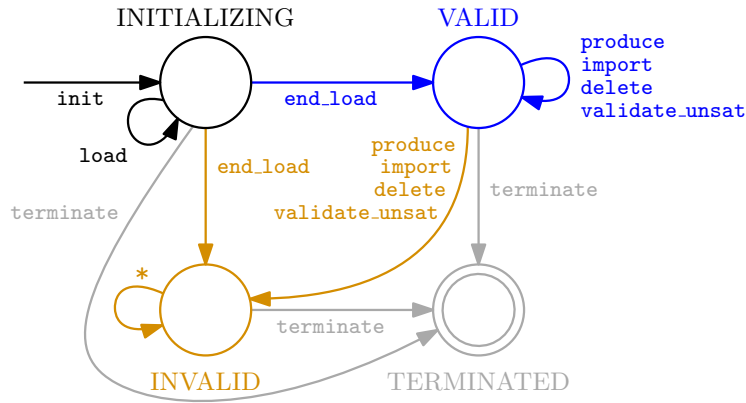 INITIALIZING
VALID
produce
import
delete
validate_unsat
init
end_load
load
end_load
produce
import
delete
validate_unsat
terminate
terminate
*
terminate
INVALID
TERMINATED